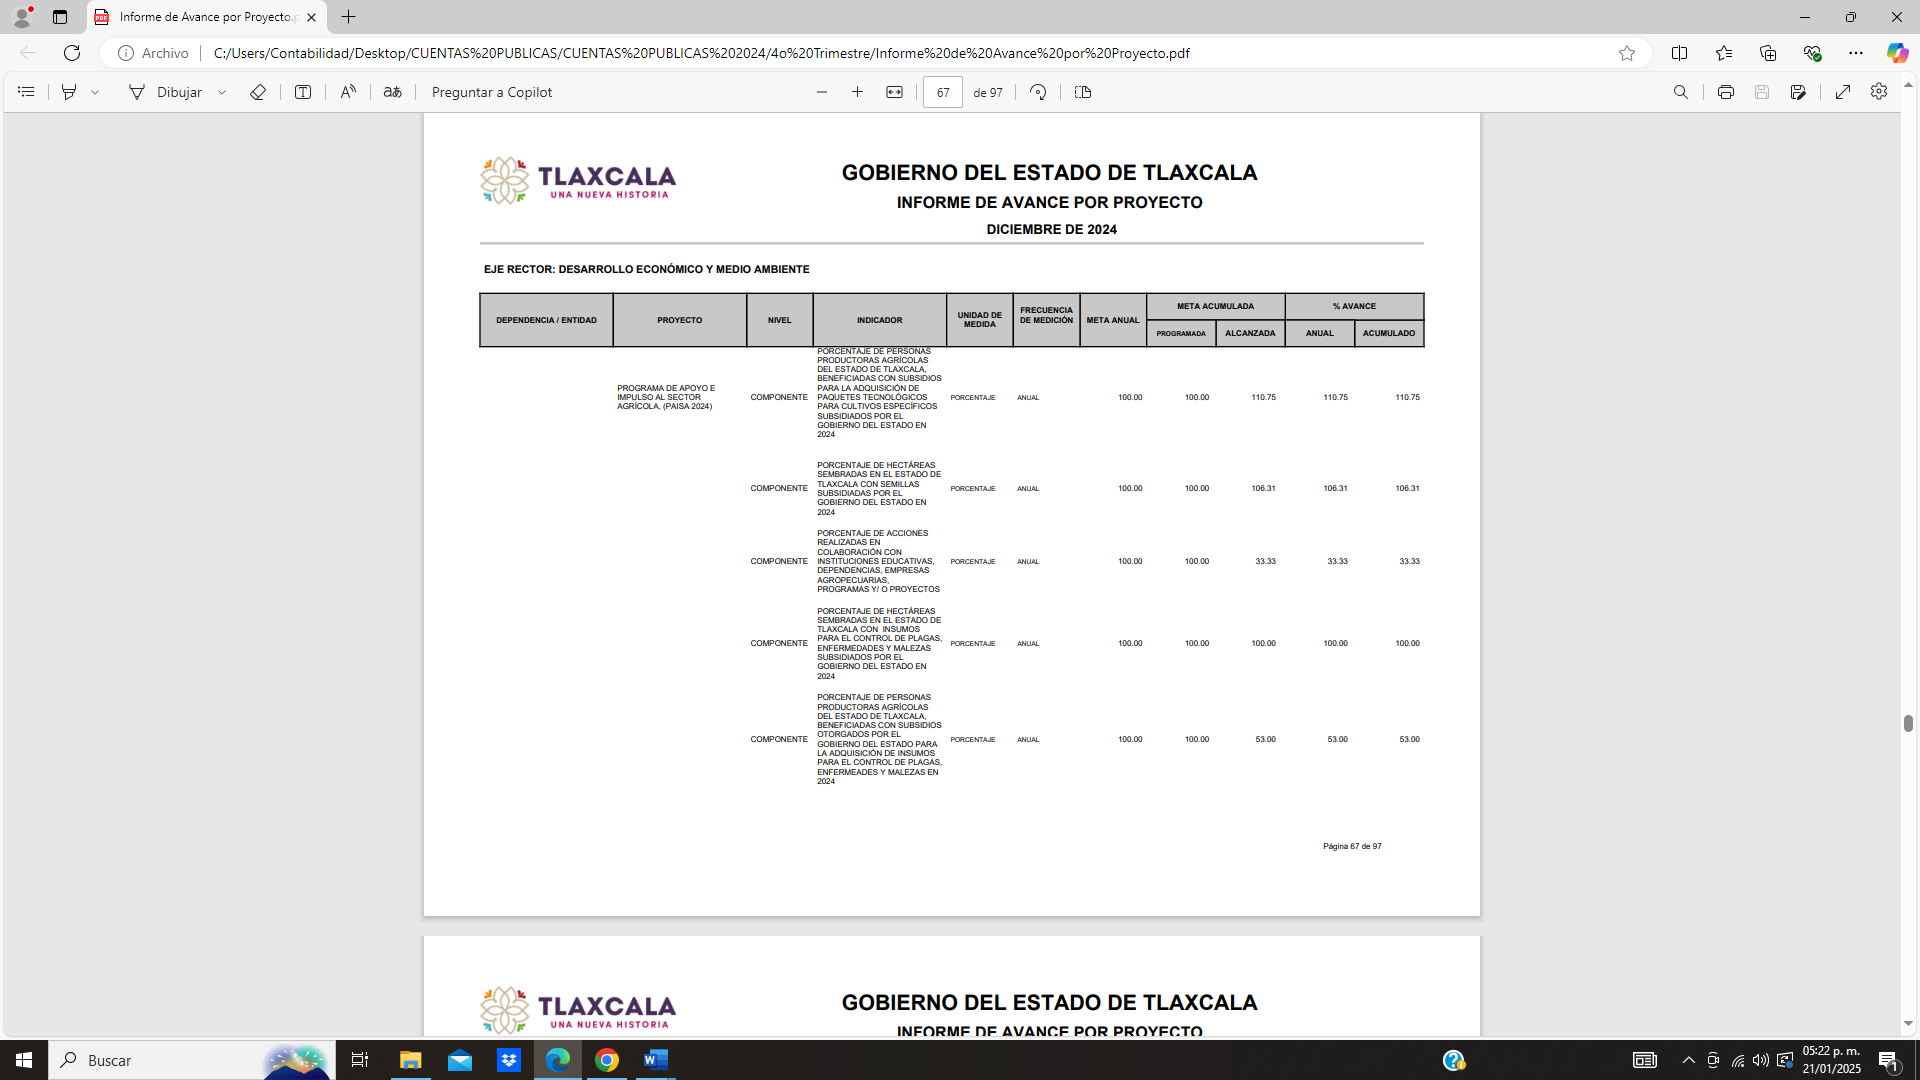 Informe de Avance por Proyecto.p
Archivo
C:/Users/Contabilidad/Desktop/CUENTAS%20PUBLICAS/CUENTAS%20PUBLICAS%202024/4o%20Trimestre/Informe%20de%20Avance%20por%20Proyecto.pdf
Dibujar
Preguntar a Copilot
67 de 97
TLAXCALA
UNA NUEVA HISTORIA
GOBIERNO DEL ESTADO DE TLAXCALA
INFORME DE AVANCE POR PROYECTO
DICIEMBRE DE 2024
EJE RECTOR: DESARROLLO ECONÓMICO Y MEDIO AMBIENTE
DEPENDENCIA / ENTIDAD
PROYECTO
NIVEL
INDICADOR
UNIDAD DE
MEDIDA
FRECUENCIA
DE MEDICIÓN
META ANUAL
META ACUMULADA
PROGRAMADA
ALCANZADA
% AVANCE
ANUAL
ACUMULADO
PROGRAMA DE APOYO E
IMPULSO AL SECTOR
AGRÍCOLA, (PAISA 2024)
COMPONENTE
PORCENTAJE DE PERSONAS
PRODUCTORAS AGRÍCOLAS
DEL ESTADO DE TLAXCALA,
BENEFICIADAS CON SUBSIDIOS
PARA LA ADQUISICIÓN DE
PAQUETES TECNOLÓGICOS
PARA CULTIVOS ESPECÍFICOS
SUBSIDIADOS POR EL
GOBIERNO DEL ESTADO EN
2024
PORCENTAJE
ANUAL
100.00
100.00
110.75
110.75
110.75
COMPONENTE
PORCENTAJE DE HECTÁREAS
SEMBRADAS EN EL ESTADO DE
TLAXCALA CON SEMILLAS
SUBSIDIADAS POR EL
GOBIERNO DEL ESTADO EN
2024
PORCENTAJE
ANUAL
100.00
100.00
106.31
106.31
106.31
COMPONENTE
PORCENTAJE DE ACCIONES
REALIZADAS EN
COLABORACIÓN CON
INSTITUCIONES EDUCATIVAS,
DEPENDENCIAS, EMPRESAS
AGROPECUARIAS,
PROGRAMAS Y/ O PROYECTOS
PORCENTAJE
ANUAL
100.00
100.00
33.33
33.33
33.33
COMPONENTE
PORCENTAJE DE HECTÁREAS
SEMBRADAS EN EL ESTADO DE
TLAXCALA CON  INSUMOS
PARA EL CONTROL DE PLAGAS,
ENFERMEDADES Y MALEZAS
SUBSIDIADOS POR EL
GOBIERNO DEL ESTADO EN
2024
PORCENTAJE
ANUAL
100.00
100.00
100.00
100.00
100.00
COMPONENTE
PORCENTAJE DE PERSONAS
PRODUCTORAS AGRÍCOLAS
DEL ESTADO DE TLAXCALA,
BENEFICIADAS CON SUBSIDIOS
OTORGADOS POR EL
GOBIERNO DEL ESTADO PARA
LA ADQUISICIÓN DE INSUMOS
PARA EL CONTROL DE PLAGAS,
ENFERMEADES Y MALEZAS EN
2024
PORCENTAJE
ANUAL
100.00
100.00
53.00
53.00
53.00
Página 67 de 97
TLAXCALA
UNA NUEVA HISTORIA
GOBIERNO DEL ESTADO DE TLAXCALA
INFORME DE AVANCE POR PROYECTO
Buscar
05:22 p. m.
21/01/2025
1